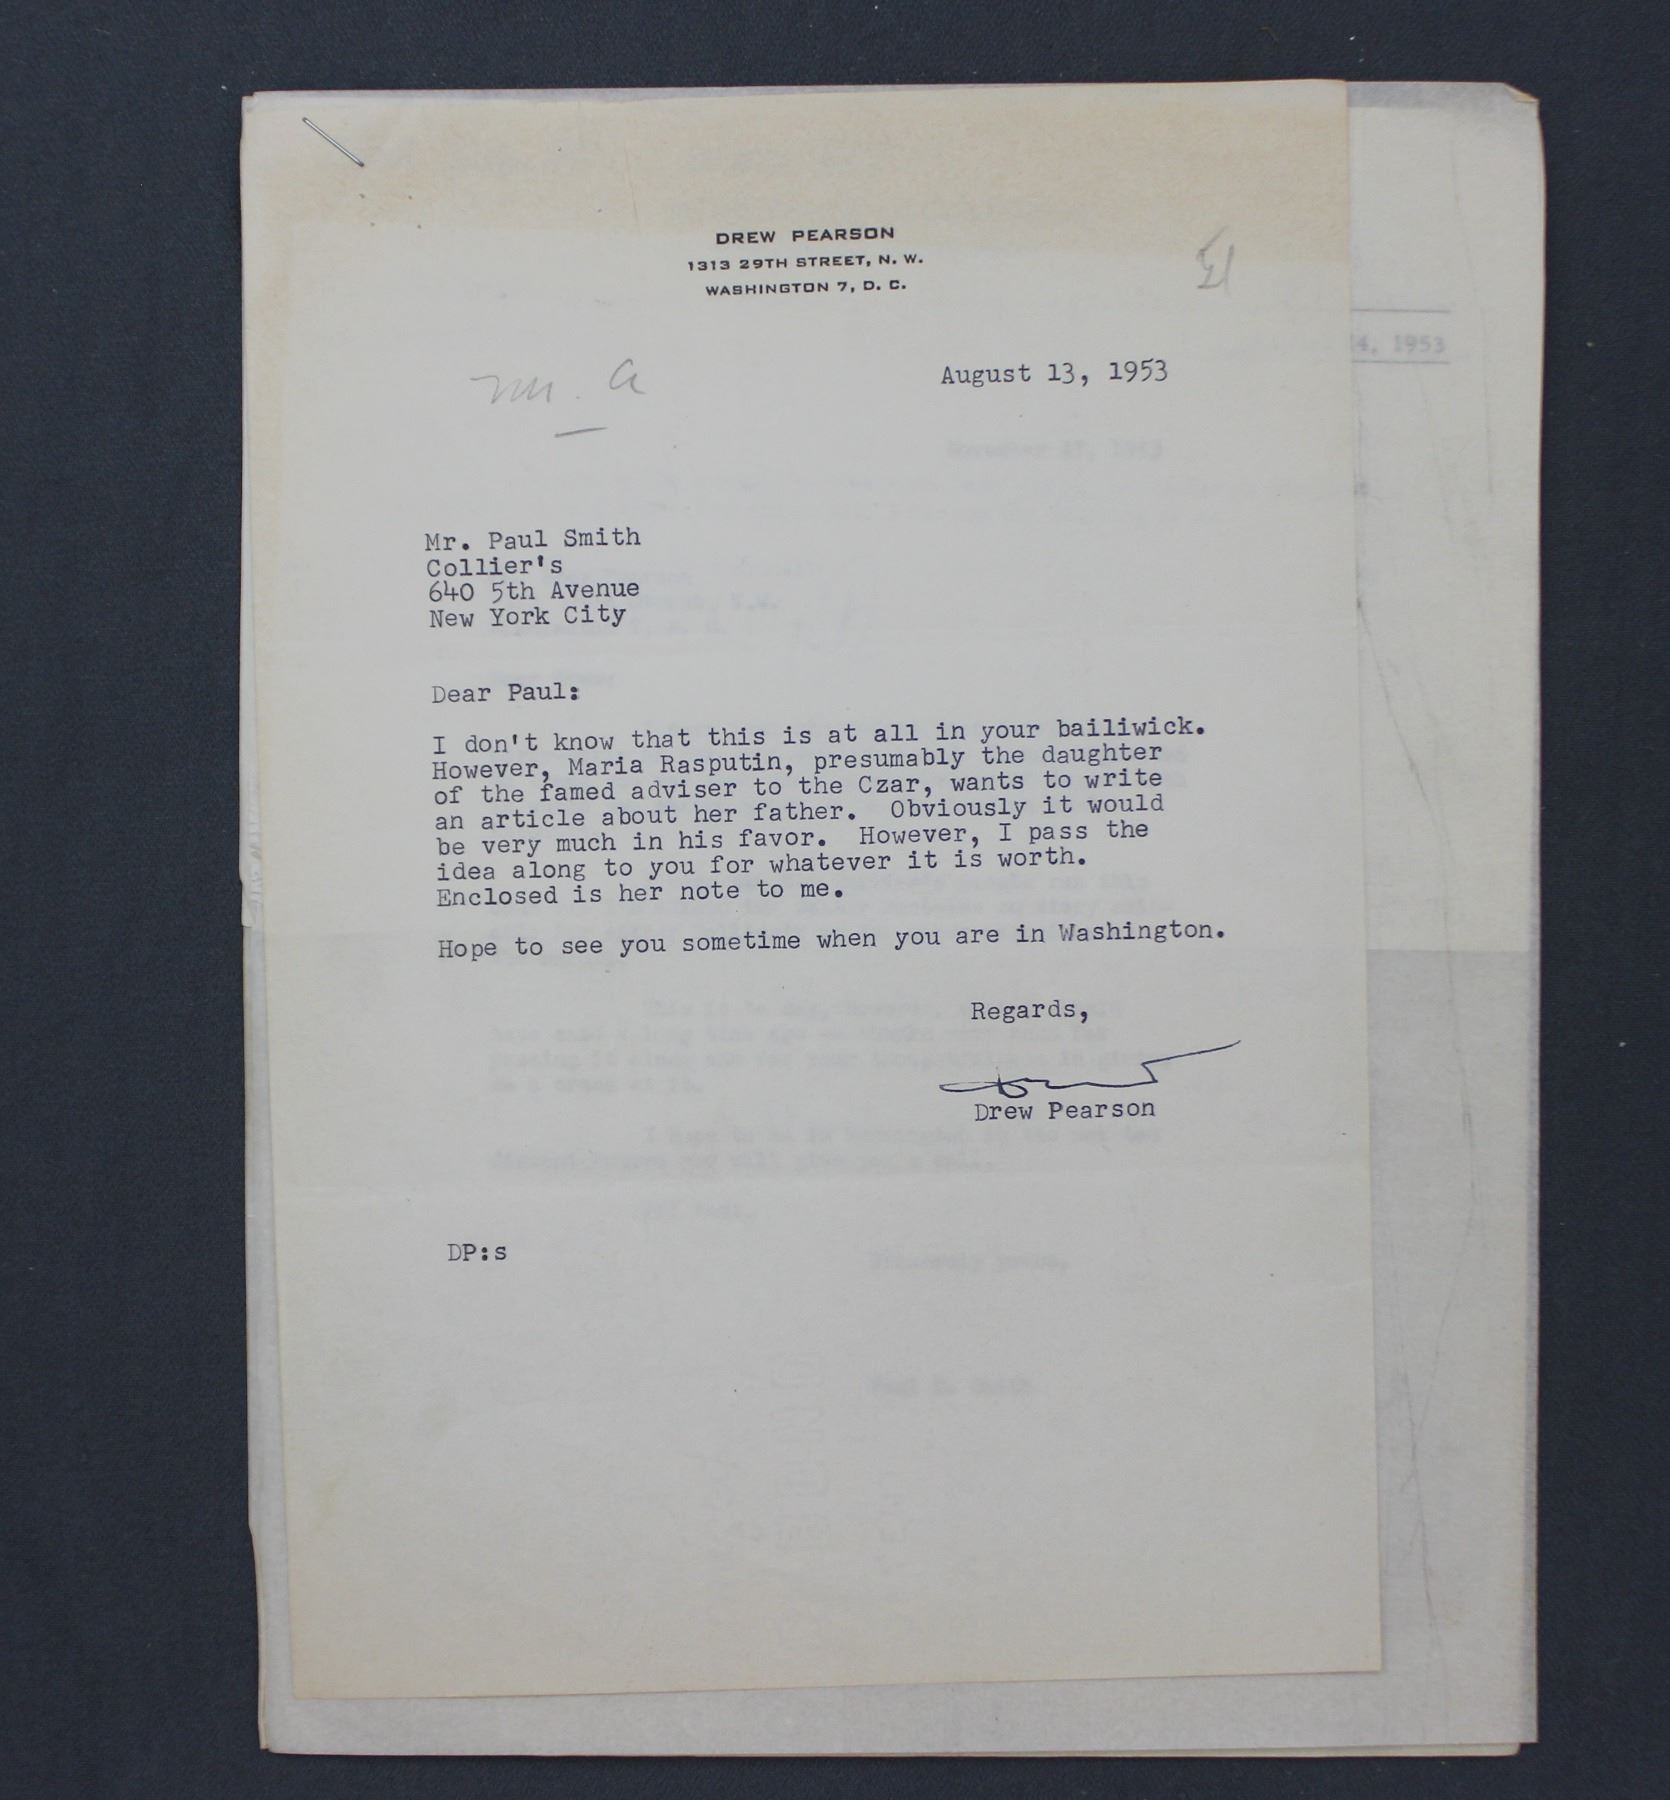 DREW PEARSON
1313 29TH STREET, N. W.
WASHINGTON 7, D. C.
August 13, 1953
4, 1953
Mr. Paul Smith
Collier's
640 5th Avenue
New York City
Dear Paul:
I don't know that this is at all in your bailiwick.
However, Maria Rasputin, presumably the daughter
of the famed adviser to the Czar, wants to write
an article about her father. Obviously it would
be very much in his favor. However, I pass the
idea along to you for whatever it is worth.
Enclosed is her note to me.
Hope to see you sometime when you are in Washington.
Regards,
Drew Pearson
DP:s